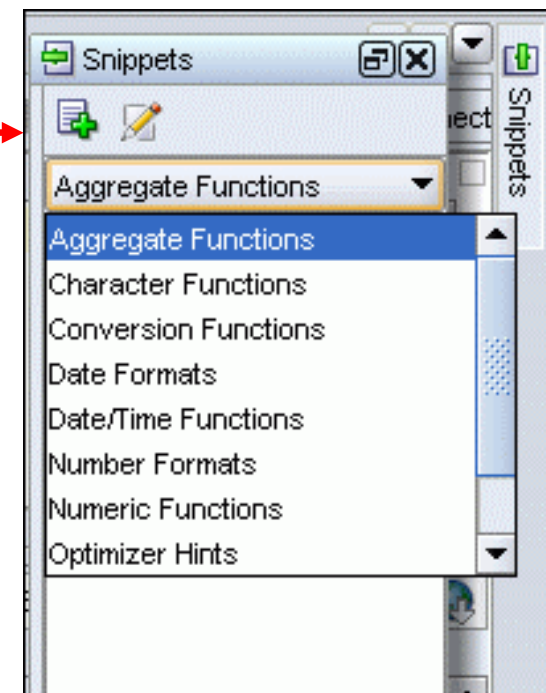 Snippets
nect
Snippets
Aggregate Functions
Aggregate Functions
Character Functions
Conversion Functions
Date Formats
Date/Time Functions
Number Formats
Numeric Functions
Optimizer Hints